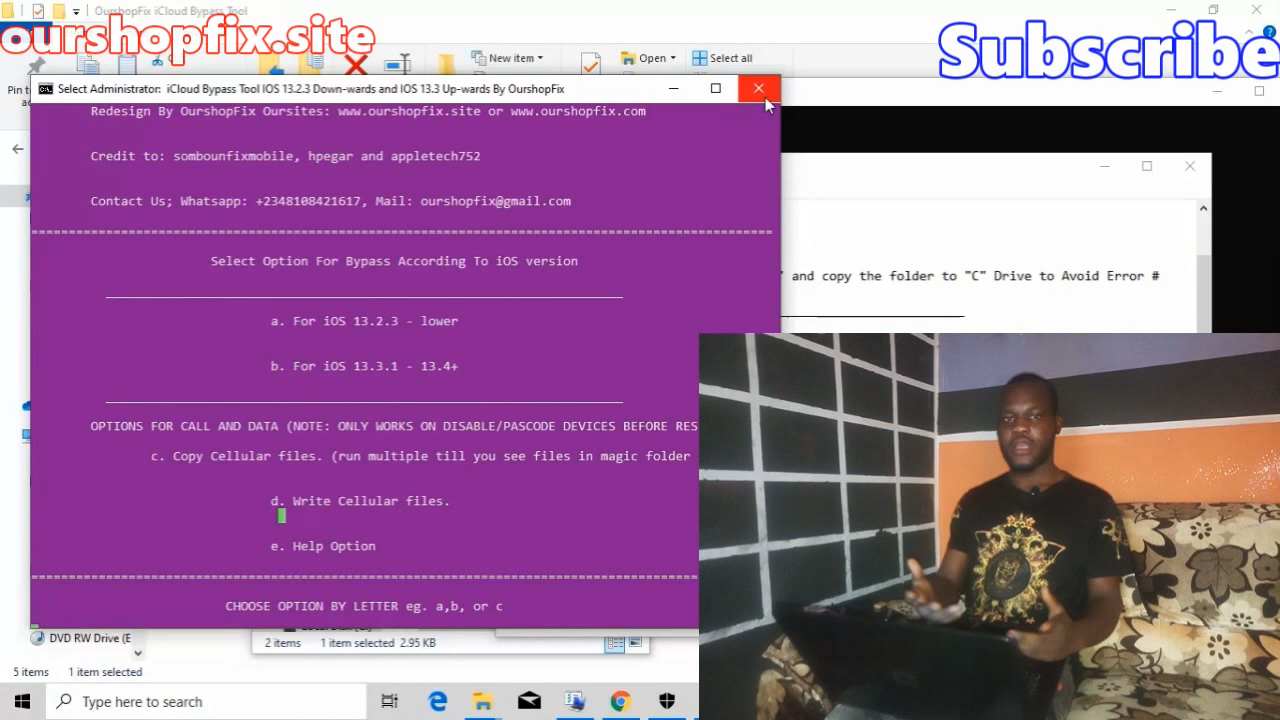 OurshopFix iCloud Bypass Tool
ourshopfix.site
Subscribe
New item
Open
Select all
Pin to
Select Administrator: iCloud Bypass Tool IOS 13.2.3 Down-wards and IOS 13.3 Up-wards By OurshopFix
Redesign By OurshopFix Oursites: www.ourshopfix.site or www.ourshopfix.com
Credit to: sombounfixmobile, hpegar and appletech752
Contact Us; Whatsapp: +2348108421617, Mail: ourshopfix@gmail.com
Select Option For Bypass According To iOS version
and copy the folder to "C" Drive to Avoid Error #
a. For iOS 13.2.3 - lower
b. For iOS 13.3.1 - 13.4+
OPTIONS FOR CALL AND DATA (NOTE: ONLY WORKS ON DISABLE/PASCODE DEVICES BEFORE RES
c. Copy Cellular files. (run multiple till you see files in magic folder
d. Write Cellular files.
e. Help Option
CHOOSE OPTION BY LETTER eg. a,b, or c
DVD RW Drive (E
2 items 1 item selected 2.95 KB
5 items 1 item selected
Type here to search